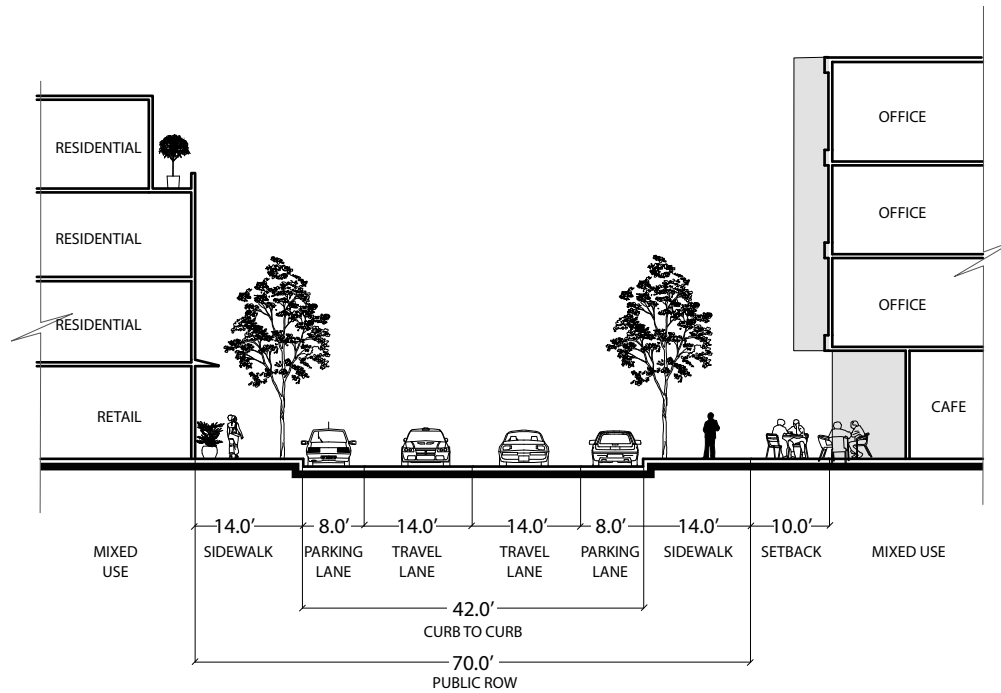 RESIDENTIAL
RESIDENTIAL
RESIDENTIAL
RETAIL
OFFICE
OFFICE
OFFICE
CAFE
14.0’ 8.0’ 14.0’ 14.0’ 8.0’ 14.0’ 10.0’
MIXED USE
SIDEWALK
PARKING LANE
TRAVEL LANE
TRAVEL LANE
PARKING LANE
SIDEWALK
SETBACK
MIXED USE
42.0’
CURB TO CURB
70.0’
PUBLIC ROW